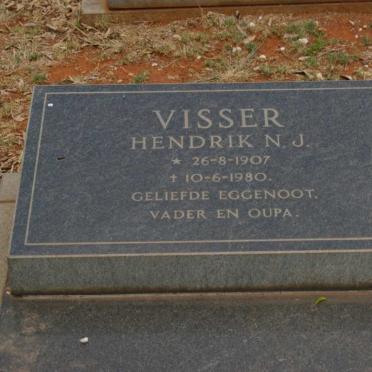 VISSER
HENDRIK N. J.
* 26-8-1907
† 10-6-1980.
GELIEFDE EGGENOOT.
VADER EN OUPA.